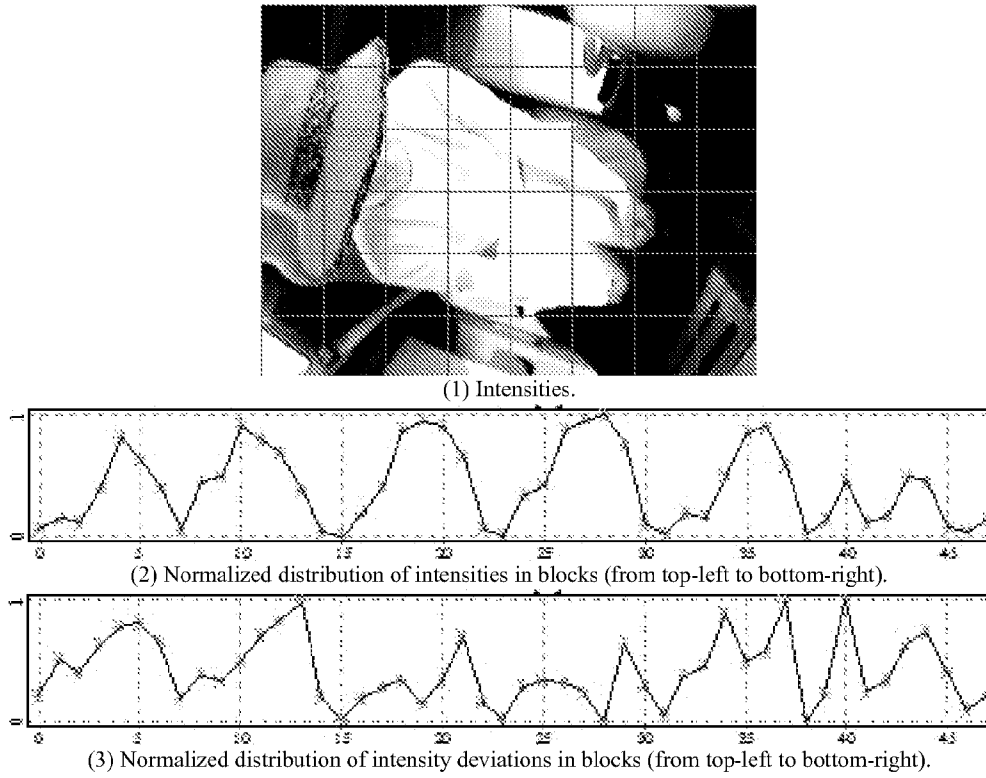 (1) Intensities.
1
0
0 5 10 15 20 25 30 35 40 45
(2) Normalized distribution of intensities in blocks (from top-left to bottom-right).
1
0
0 5 10 15 20 25 30 35 40 45
(3) Normalized distribution of intensity deviations in blocks (from top-left to bottom-right).